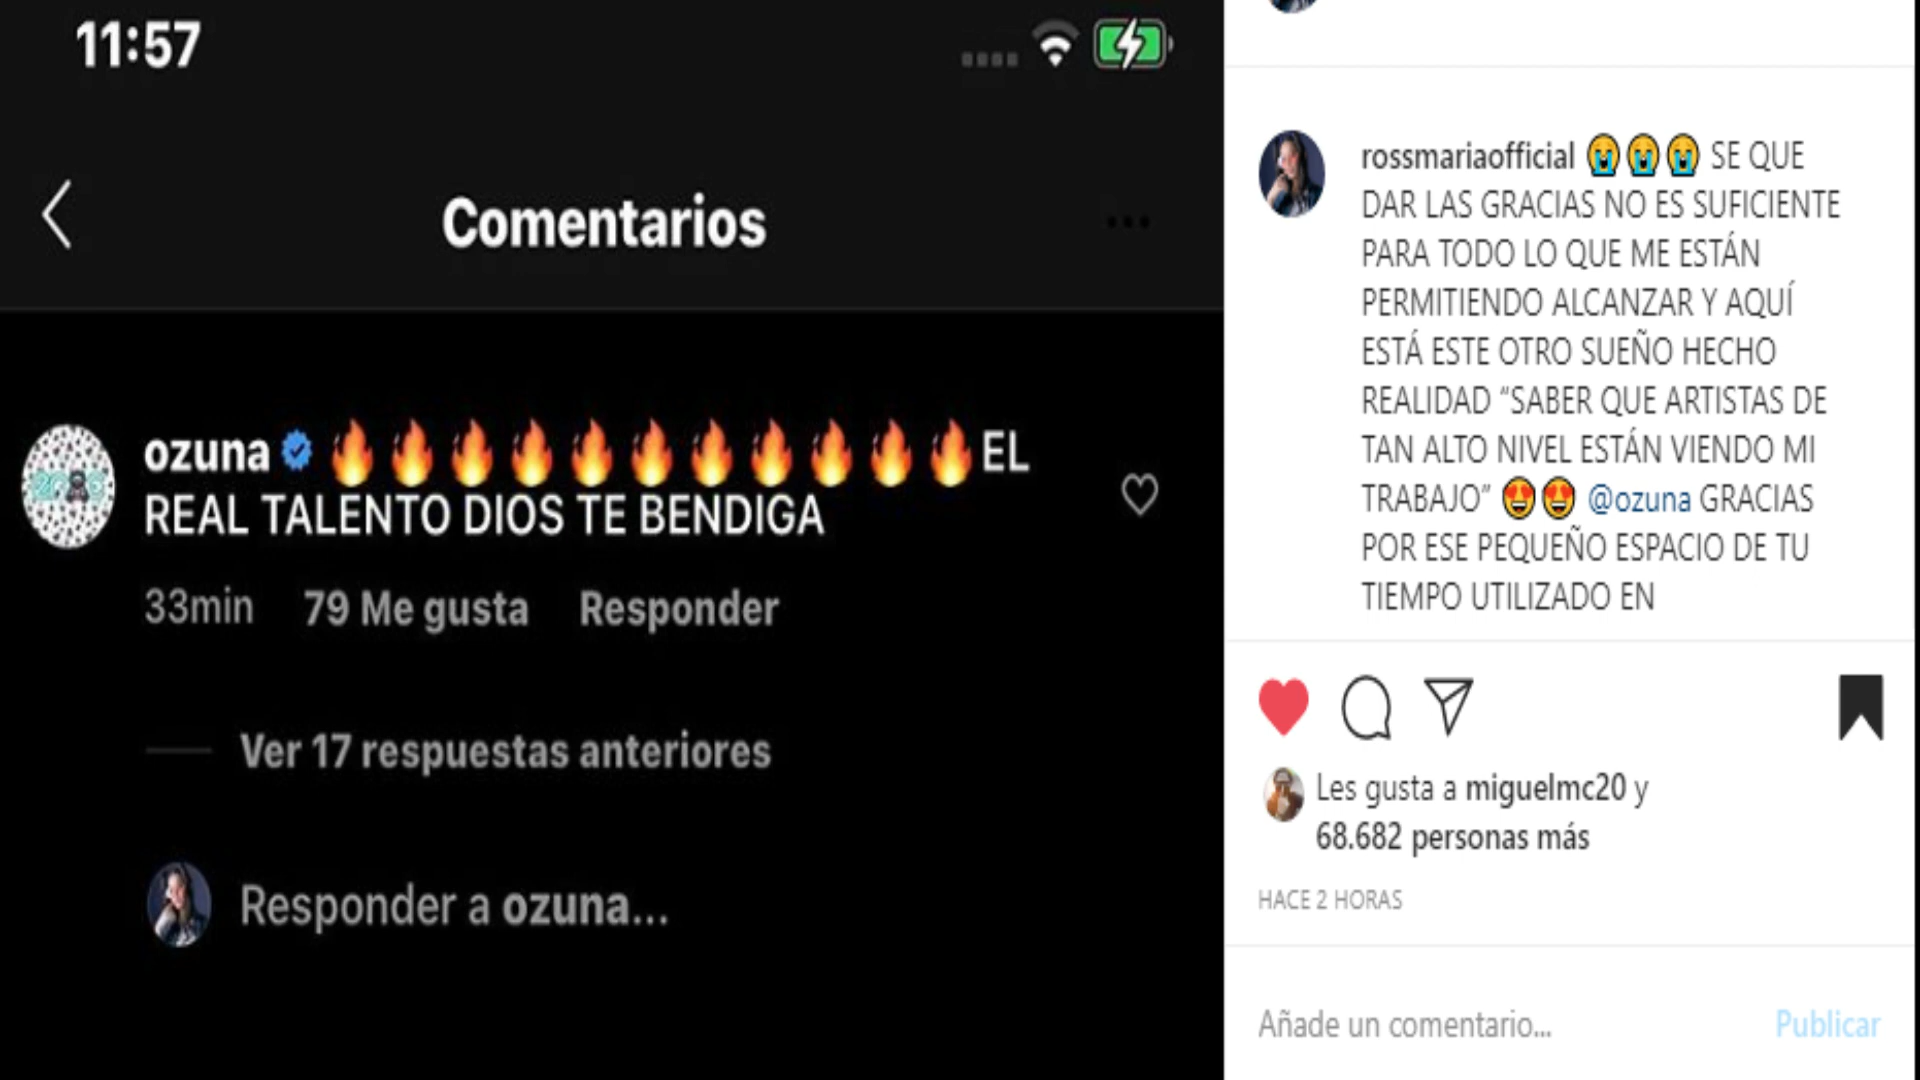 11:57
Comentarios
ozuna 🔥🔥🔥🔥🔥🔥🔥🔥🔥🔥🔥EL
REAL TALENTO DIOS TE BENDIGA
33min 79 Me gusta Responder
Ver 17 respuestas anteriores
Responder a ozuna...
rossmariaofficial 😭😭😭 SE QUE
DAR LAS GRACIAS NO ES SUFICIENTE
PARA TODO LO QUE ME ESTÁN
PERMITIENDO ALCANZAR Y AQUÍ
ESTÁ ESTE OTRO SUEÑO HECHO
REALIDAD “SABER QUE ARTISTAS DE
TAN ALTO NIVEL ESTÁN VIENDO MI
TRABAJO” 😍😍 @ozuna GRACIAS
POR ESE PEQUEÑO ESPACIO DE TU
TIEMPO UTILIZADO EN
Les gusta a miguelmc20 y
68.682 personas más
HACE 2 HORAS
Añade un comentario... Publicar